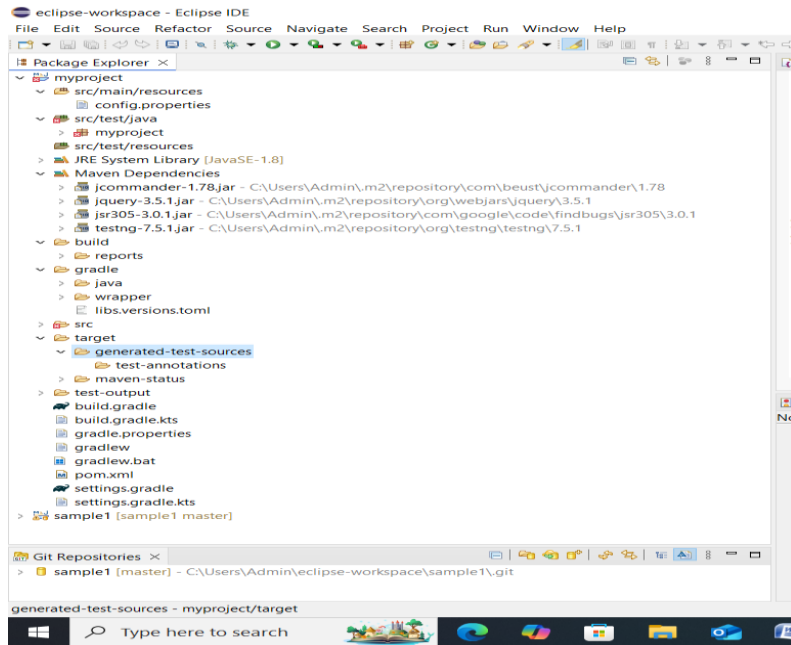 eclipse-workspace - Eclipse IDE
File Edit Source Refactor Source Navigate Search Project Run Window Help
Package Explorer
myproject
src/main/resources
config.properties
src/test/java
myproject
src/test/resources
JRE System Library [JavaSE-1.8]
Maven Dependencies
jcommander-1.78.jar - C:\Users\Admin\.m2\repository\com\beust\jcommander\1.78
jquery-3.5.1.jar - C:\Users\Admin\.m2\repository\org\webjars\jquery\3.5.1
jsr305-3.0.1.jar - C:\Users\Admin\.m2\repository\com\google\code\findbugs\jsr305\3.0.1
testng-7.5.1.jar - C:\Users\Admin\.m2\repository\org\testng\testng\7.5.1
build
reports
gradle
java
wrapper
libs.versions.toml
src
target
generated-test-sources
test-annotations
maven-status
test-output
build.gradle
build.gradle.kts
gradle.properties
gradlew
gradlew.bat
pom.xml
settings.gradle
settings.gradle.kts
sample1 [sample1 master]
Git Repositories
sample1 [master] - C:\Users\Admin\eclipse-workspace\sample1\.git
generated-test-sources - myproject/target
Type here to search